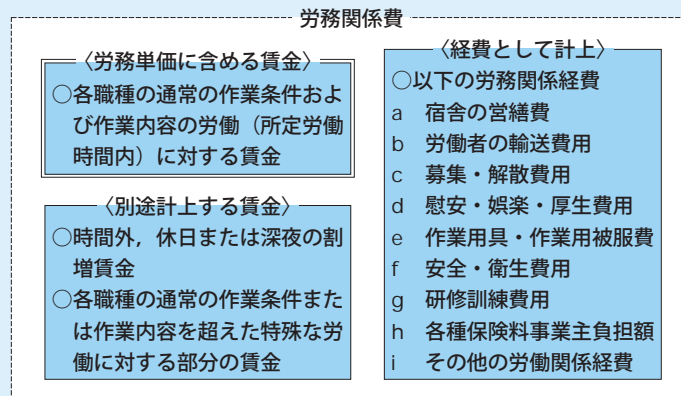 労務関係費
〈労務単価に含める賃金〉
○各職種の通常の作業条件およ
び作業内容の労働（所定労働
時間内）に対する賃金
〈別途計上する賃金〉
○時間外，休日または深夜の割
増賃金
○各職種の通常の作業条件また
は作業内容を超えた特殊な労
働に対する部分の賃金
〈経費として計上〉
○以下の労務関係経費
a 宿舎の営繕費
b 労働者の輸送費用
c 募集・解散費用
d 慰安・娯楽・厚生費用
e 作業用具・作業用被服費
f 安全・衛生費用
g 研修訓練費用
h 各種保険料事業主負担額
i その他の労働関係経費